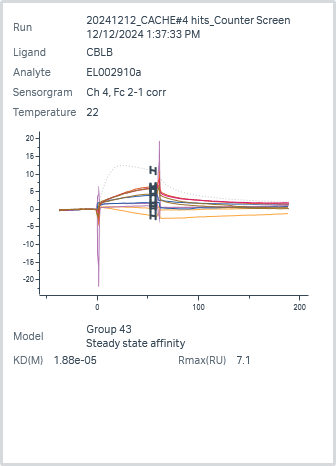 Run 20241212_CACHE#4 hits_Counter Screen
12/12/2024 1:37:33 PM
Ligand CBLB
Analyte EL002910a
Sensorgram Ch 4, Fc 2-1 corr
Temperature 22
20
15
10
5
0
-5
-10
-15
-20
0 100 200
Model Group 43
Steady state affinity
KD(M) 1.88e-05 Rmax(RU) 7.1